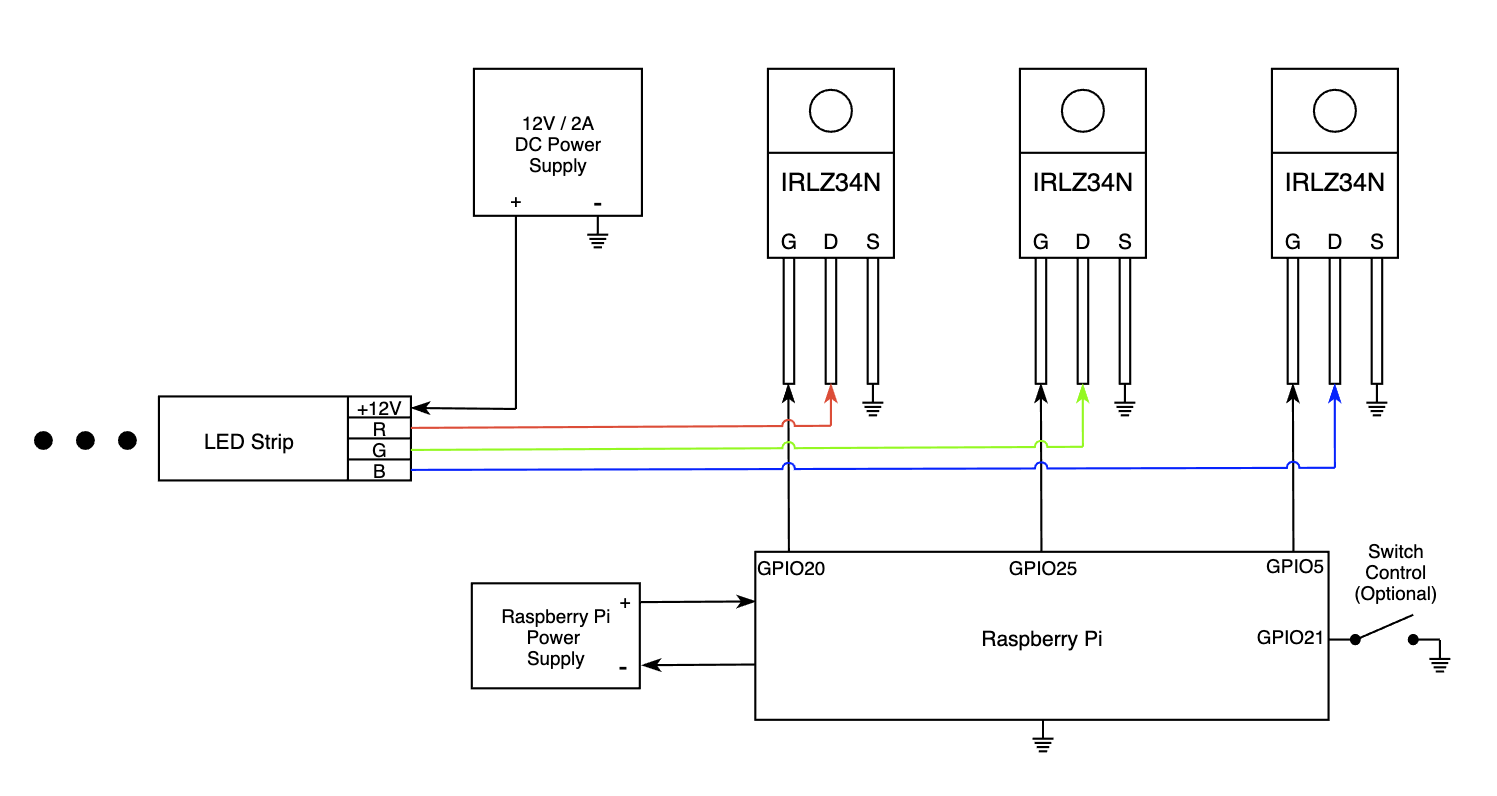 12V / 2A
DC Power
Supply
+ -
IRLZ34N
G D S
IRLZ34N
G D S
IRLZ34N
G D S
LED Strip
+12V
R
G
B
GPIO20
GPIO25
GPIO5
Switch
Control
(Optional)
Raspberry Pi
Power
Supply
+
-
Raspberry Pi
GPIO21